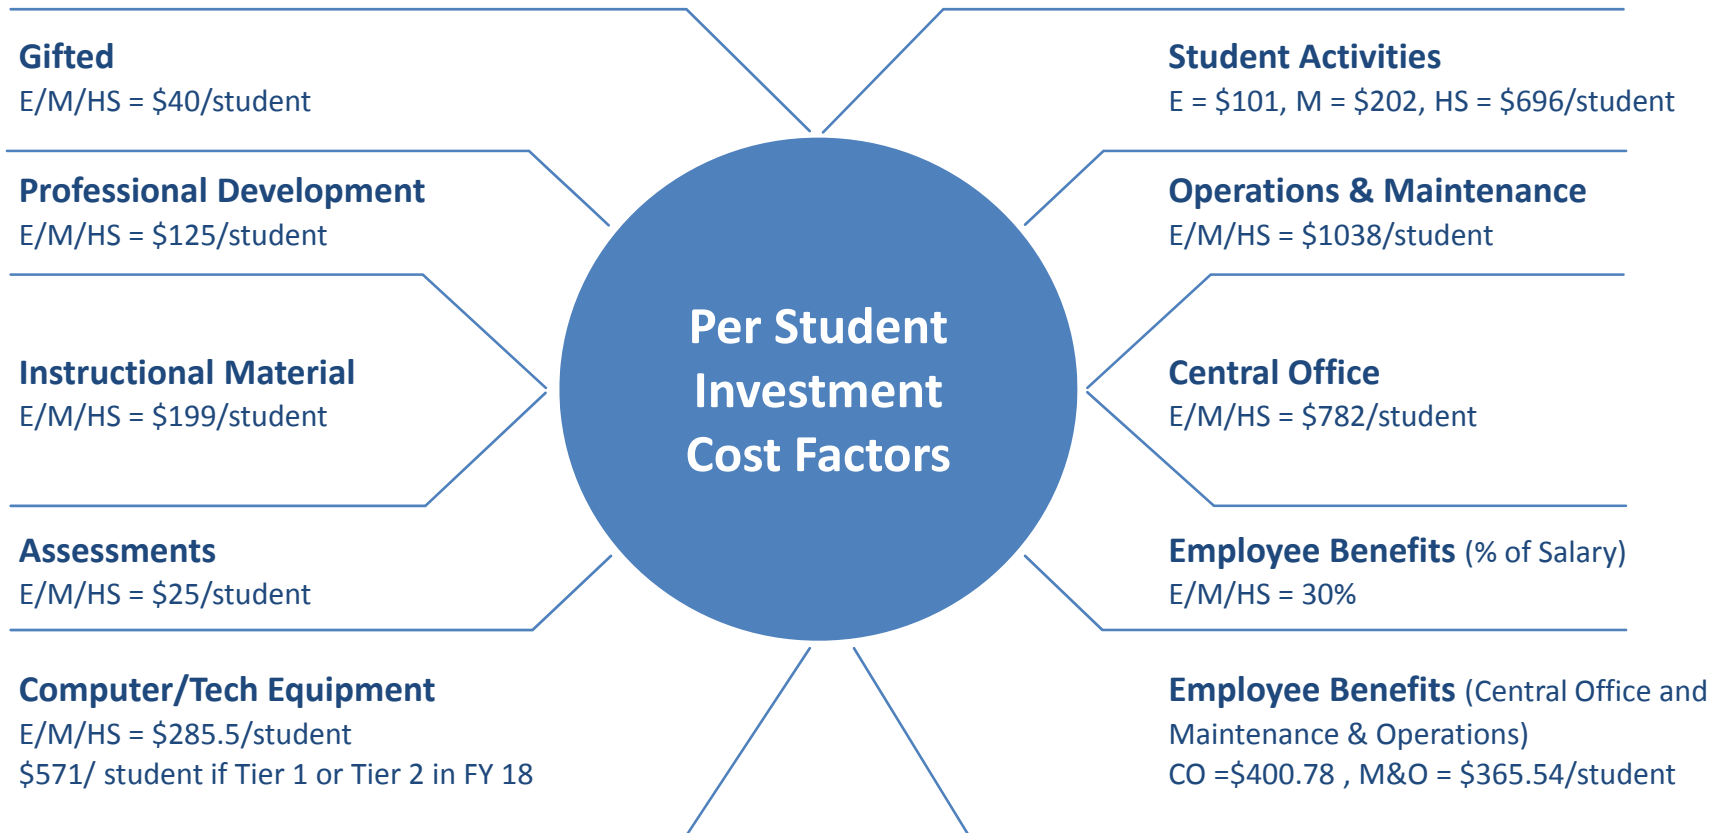 Gifted
E/M/HS = $40/student
Professional Development
E/M/HS = $125/student
Instructional Material
E/M/HS = $199/student
Assessments
E/M/HS = $25/student
Computer/Tech Equipment
E/M/HS = $285.5/student
$571/ student if Tier 1 or Tier 2 in FY 18
Per Student
Investment
Cost Factors
Student Activities
E = $101, M = $202, HS = $696/student
Operations & Maintenance
E/M/HS = $1038/student
Central Office
E/M/HS = $782/student
Employee Benefits (% of Salary)
E/M/HS = 30%
Employee Benefits (Central Office and
Maintenance & Operations)
CO =$400.78 , M&O = $365.54/student